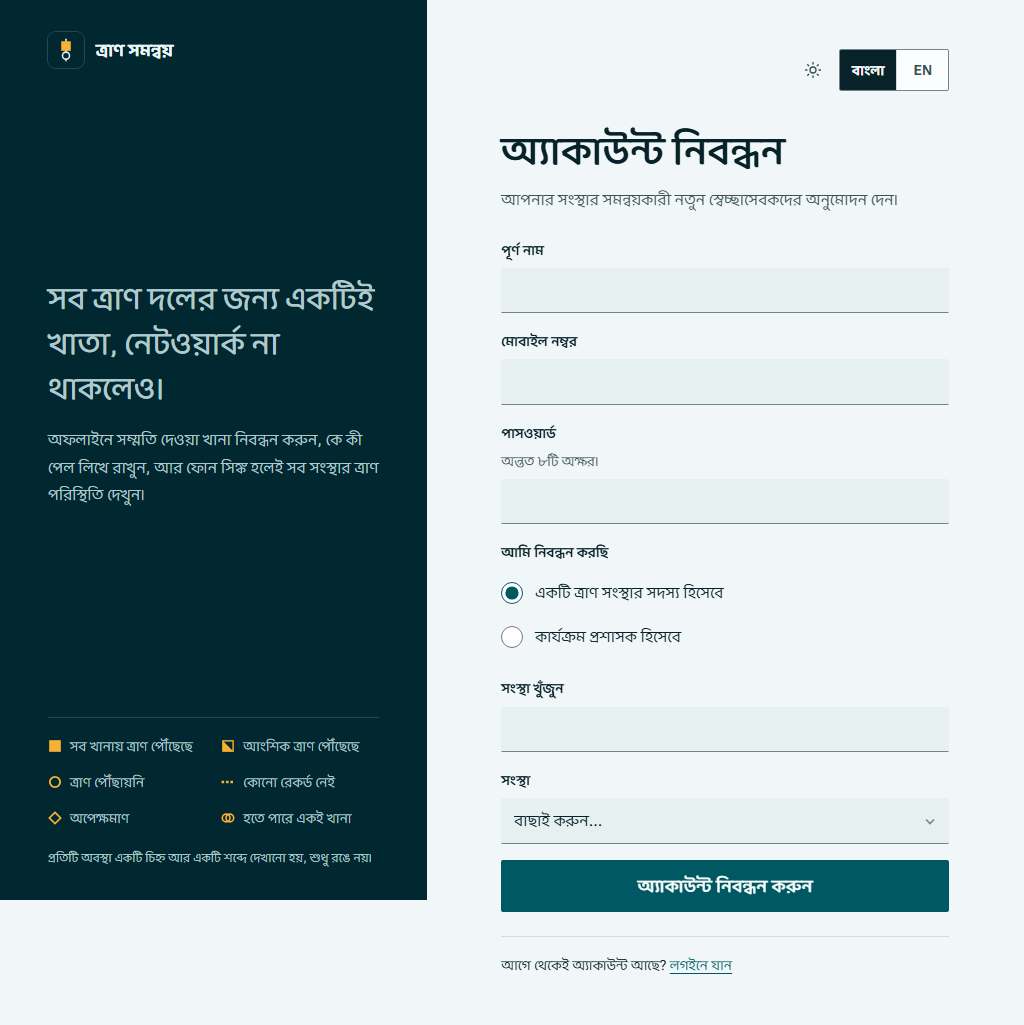 ত্রাণ সমন্বয়
সব ত্রাণ দলের জন্য একটিই
খাতা, নেটওয়ার্ক না
থাকলেও।
অফলাইনে সম্মতি দেওয়া খানা নিবন্ধন করুন, কে কী
পেল লিখে রাখুন, আর ফোন সিঙ্ক হলেই সব সংস্থার ত্রাণ
পরিস্থিতি দেখুন।
সব খানায় ত্রাণ পৌঁছেছে
আংশিক ত্রাণ পৌঁছেছে
ত্রাণ পৌঁছায়নি
কোনো রেকর্ড নেই
অপেক্ষমাণ
হতে পারে একই খানা
প্রতিটি অবস্থা একটি চিহ্ন আর একটি শব্দে দেখানো হয়, শুধু রঙে নয়।
বাংলা
EN
অ্যাকাউন্ট নিবন্ধন
আপনার সংস্থার সমন্বয়কারী নতুন স্বেচ্ছাসেবকদের অনুমোদন দেন।
পূর্ণ নাম
মোবাইল নম্বর
পাসওয়ার্ড
অন্তত ৮টি অক্ষর।
আমি নিবন্ধন করছি
একটি ত্রাণ সংস্থার সদস্য হিসেবে
কার্যক্রম প্রশাসক হিসেবে
সংস্থা খুঁজুন
সংস্থা
বাছাই করুন...
অ্যাকাউন্ট নিবন্ধন করুন
আগে থেকেই অ্যাকাউন্ট আছে? লগইনে যান